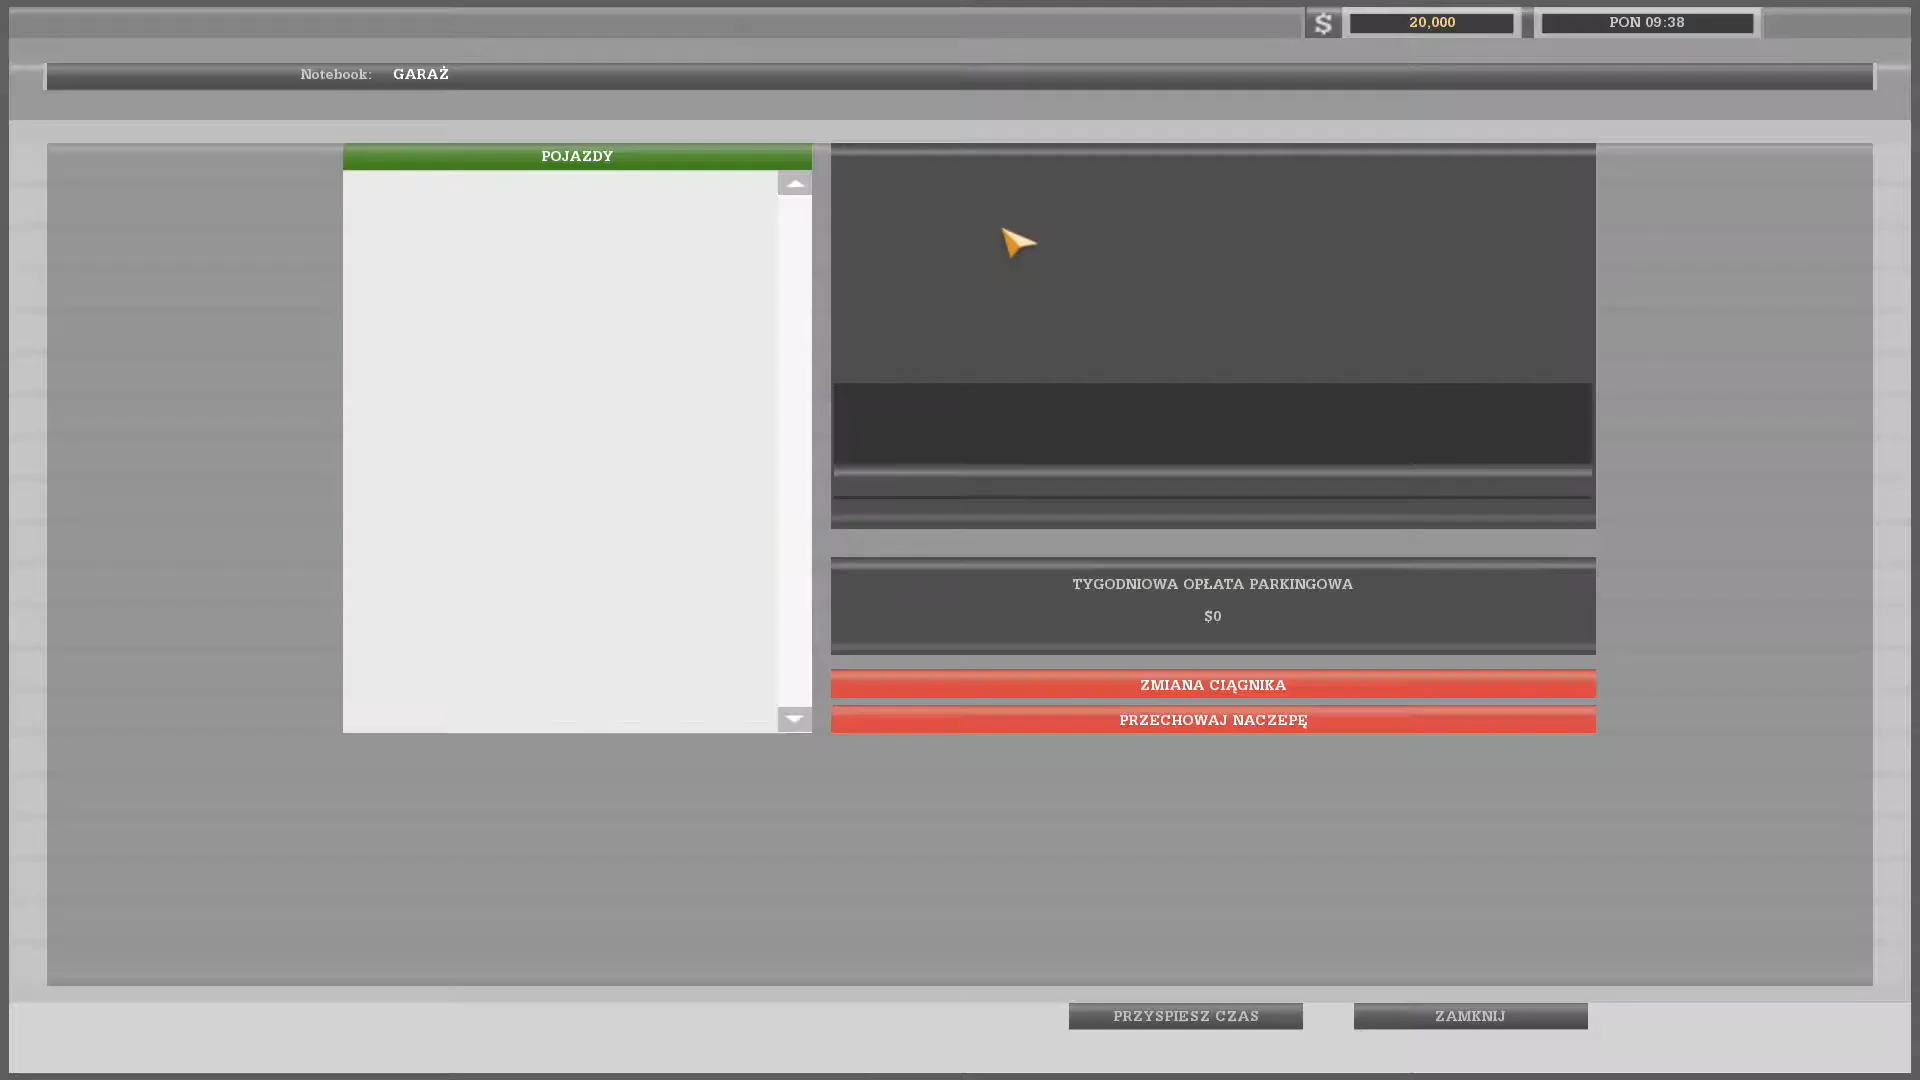 $ 20,000 PON 09:38
Notebook: GARAŻ
POJAZDY
TYGODNIOWA OPŁATA PARKINGOWA
$0
ZMIANA CIĄGNIKA
PRZECHOWAJ NACZEPĘ
PRZYSPIESZ CZAS ZAMKNIJ